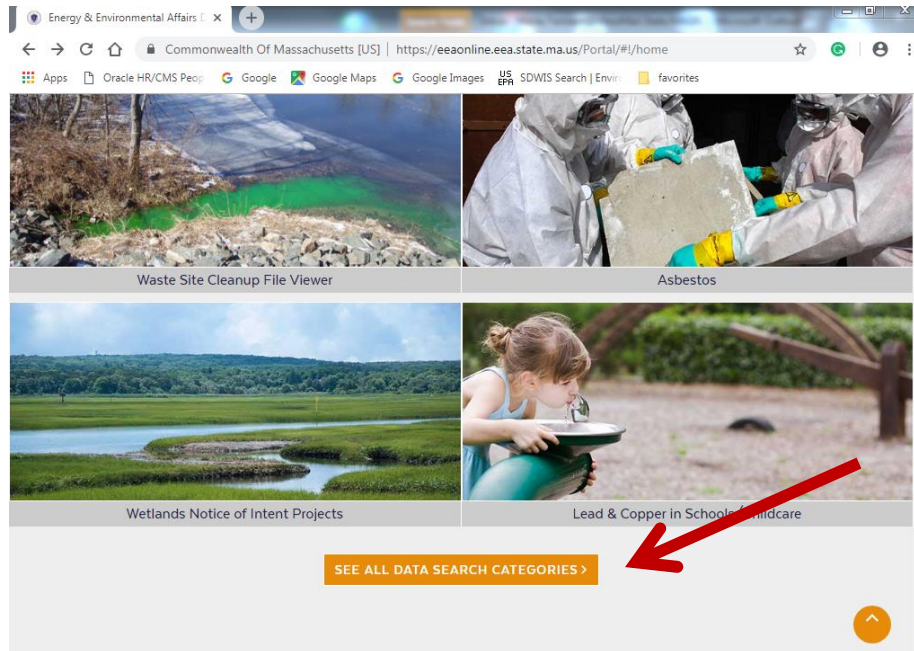 Energy & Environmental Affairs D
Commonwealth Of Massachusetts [US] | https://eeaonline.eea.state.ma.us/Portal/#!/home
Apps Oracle HR/CMS Peop Google Google Maps Google Images US EPA SDWIS Search | Envir favorites
Waste Site Cleanup File Viewer Asbestos
Wetlands Notice of Intent Projects Lead & Copper in Schools/Childcare
SEE ALL DATA SEARCH CATEGORIES >